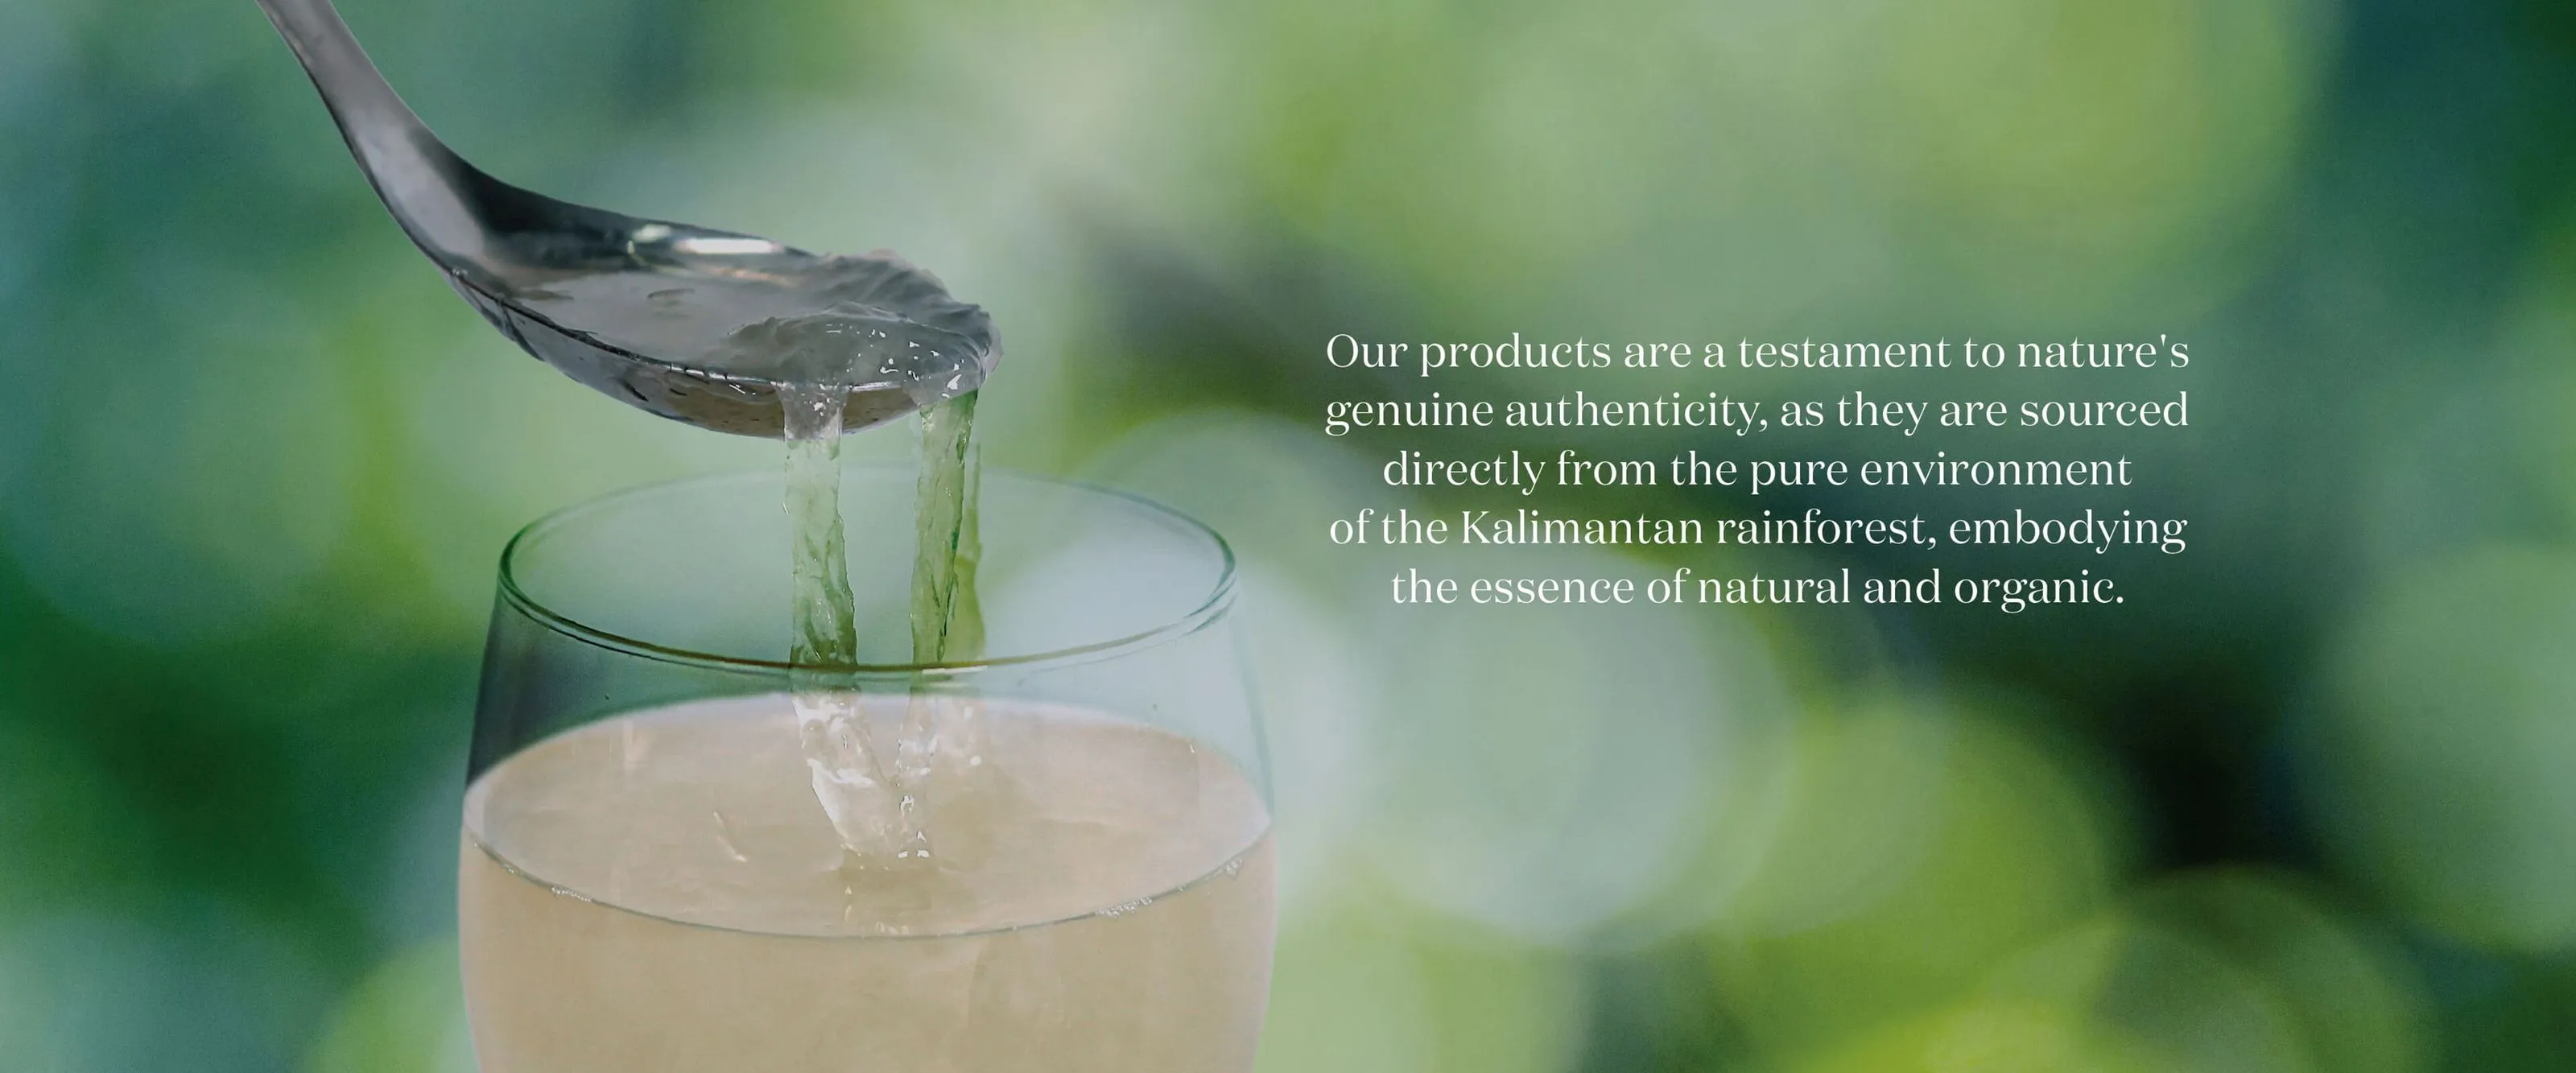 Our products are a testament to nature's
genuine authenticity, as they are sourced
directly from the pure environment
of the Kalimantan rainforest, embodying
the essence of natural and organic.